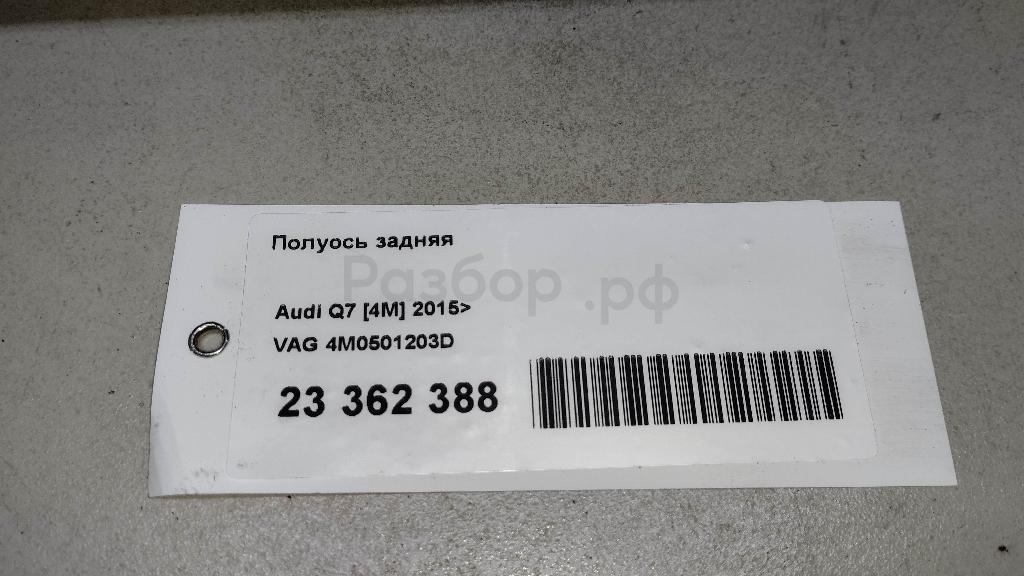 Полуось задняя
Разбор.рф
Audi Q7 [4M] 2015>
VAG 4M0501203D
23 362 388